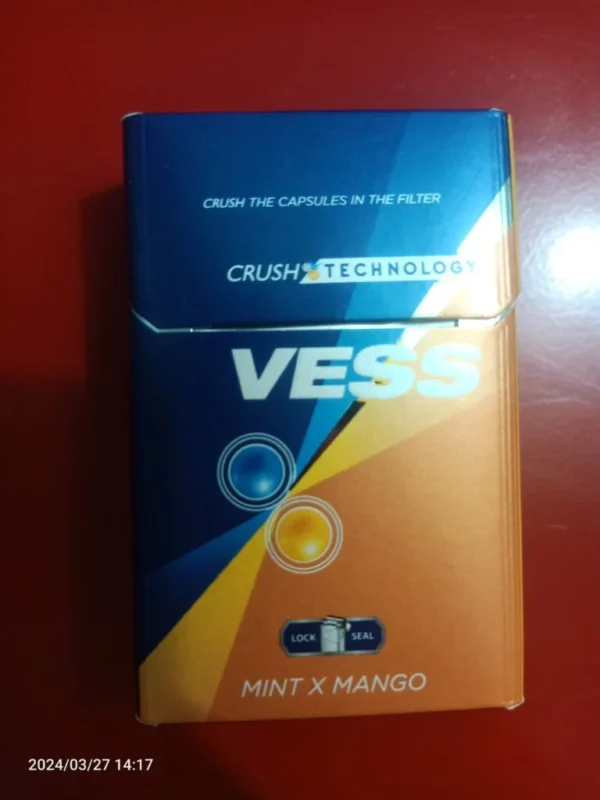 CRUSH THE CAPSULES IN THE FILTER
CRUSH TECHNOLOGY
VESS
LOCK SEAL
MINT X MANGO
2024/03/27 14:17